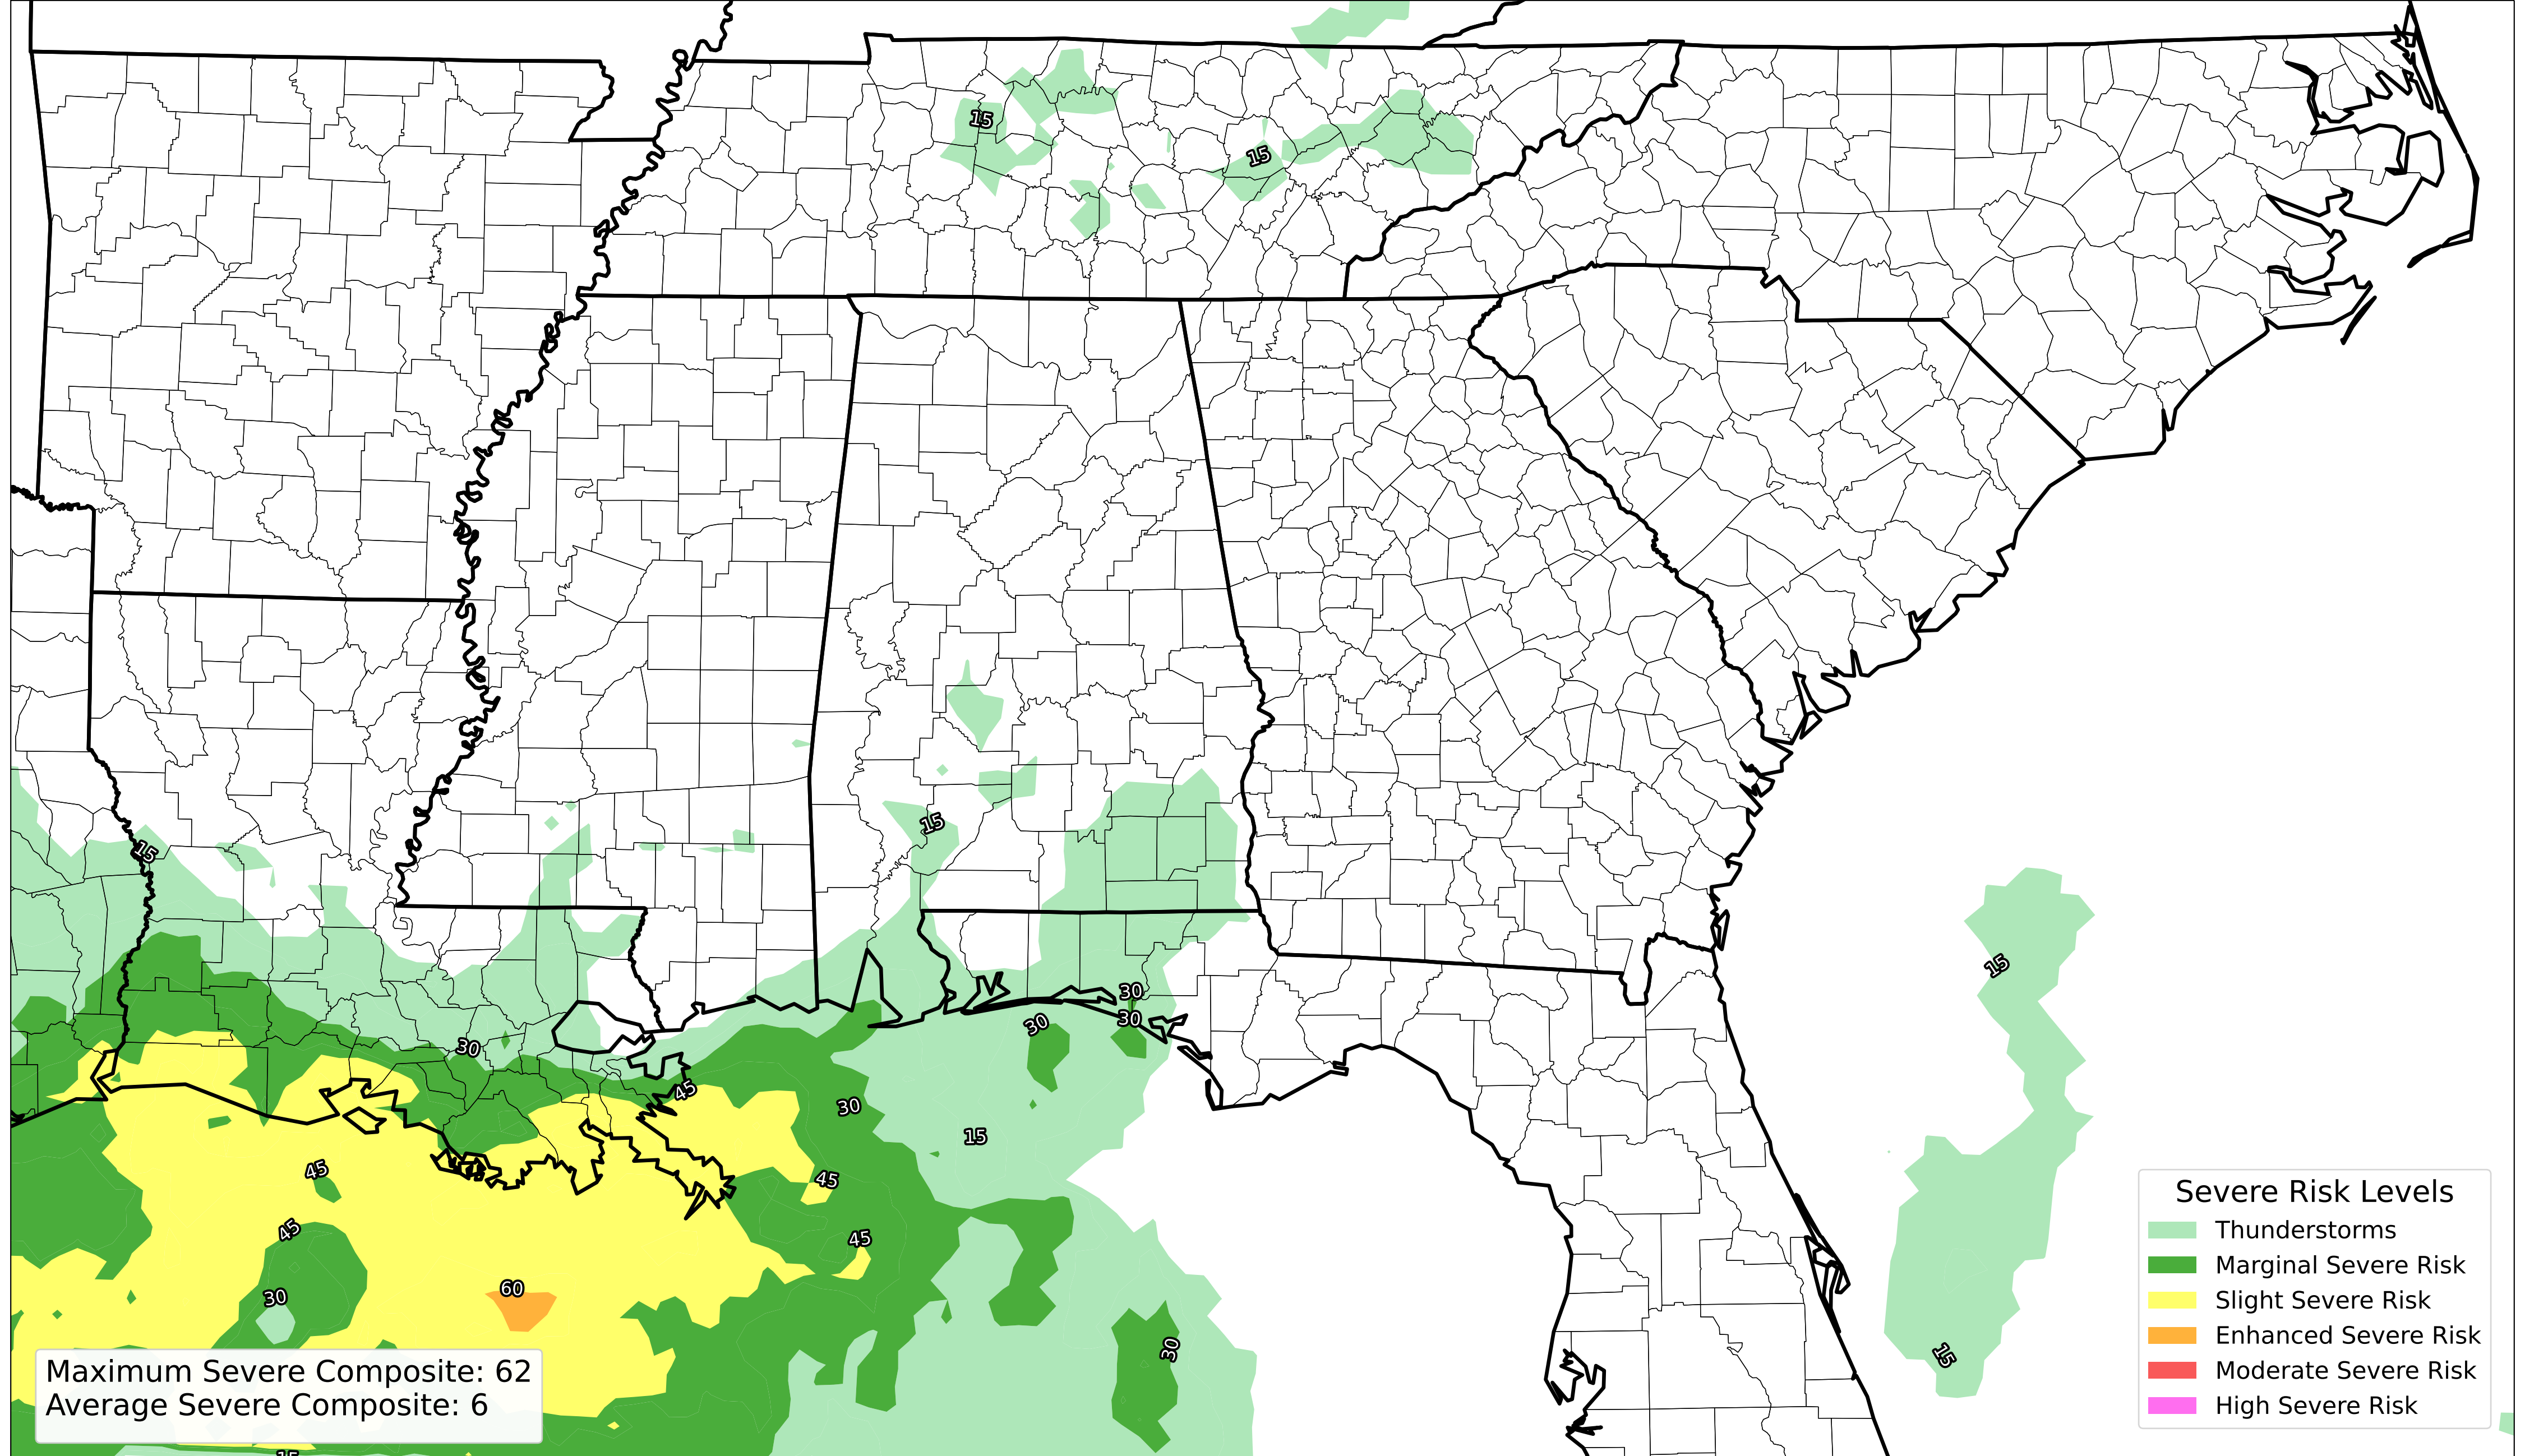 15
15
15
15
30
30
30
30
45
30
15
15
45
45
45
45
60
30
30
15
15
Severe Risk Levels
Thunderstorms
Marginal Severe Risk
Slight Severe Risk
Enhanced Severe Risk
Moderate Severe Risk
High Severe Risk
Maximum Severe Composite: 62
Average Severe Composite: 6